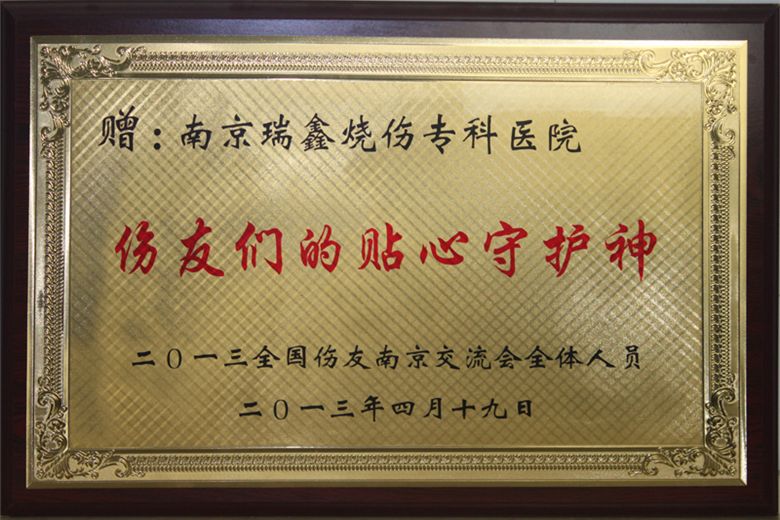 赠：南京瑞鑫烧伤专科医院
伤友们的贴心守护神
二0一三全国伤友南京交流会全体人员
二0一三年四月十九日